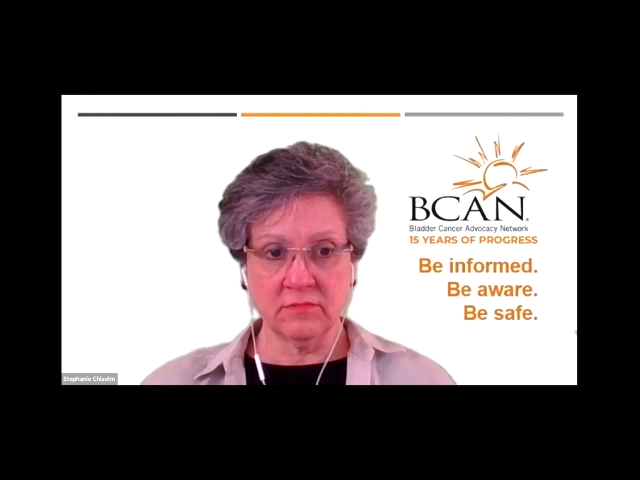 BCAN.
Bladder Cancer Advocacy Network
15 YEARS OF PROGRESS
Be informed.
Be aware.
Be safe.
Stephanie Chisolm